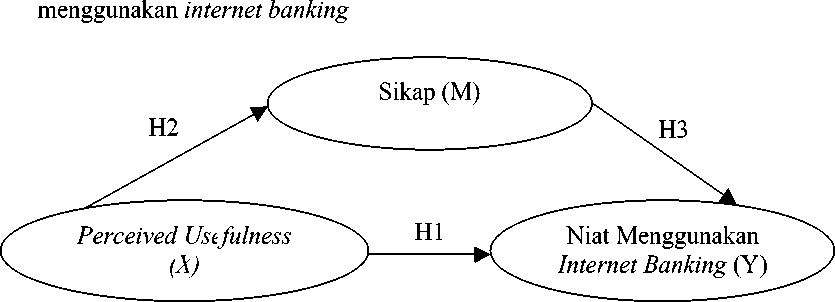 menggunakan internet banking
Sikap (M)
H2
H3
Perceived Usefulness
(X)
H1
Niat Menggunakan
Internet Banking (Y)